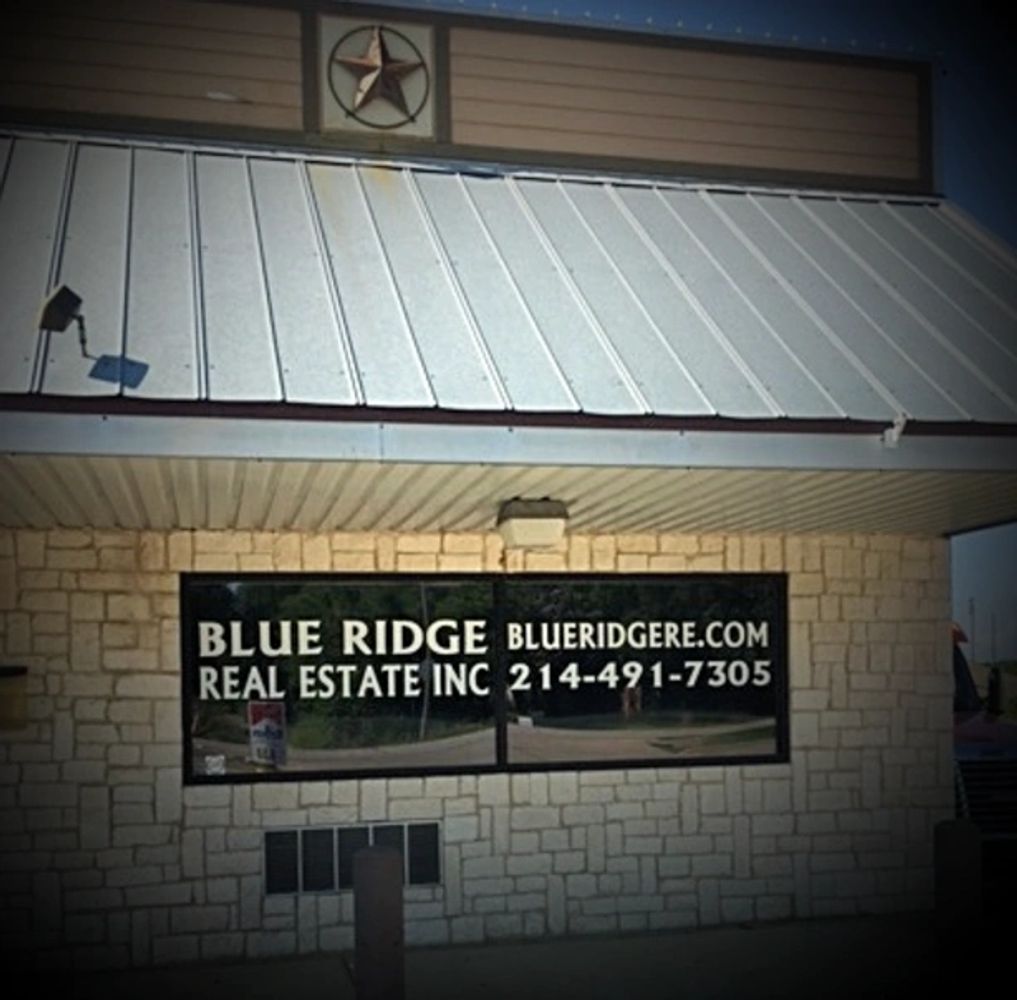 BLUE RIDGE
REAL ESTATE INC
BLUERIDGERE.COM
214-491-7305